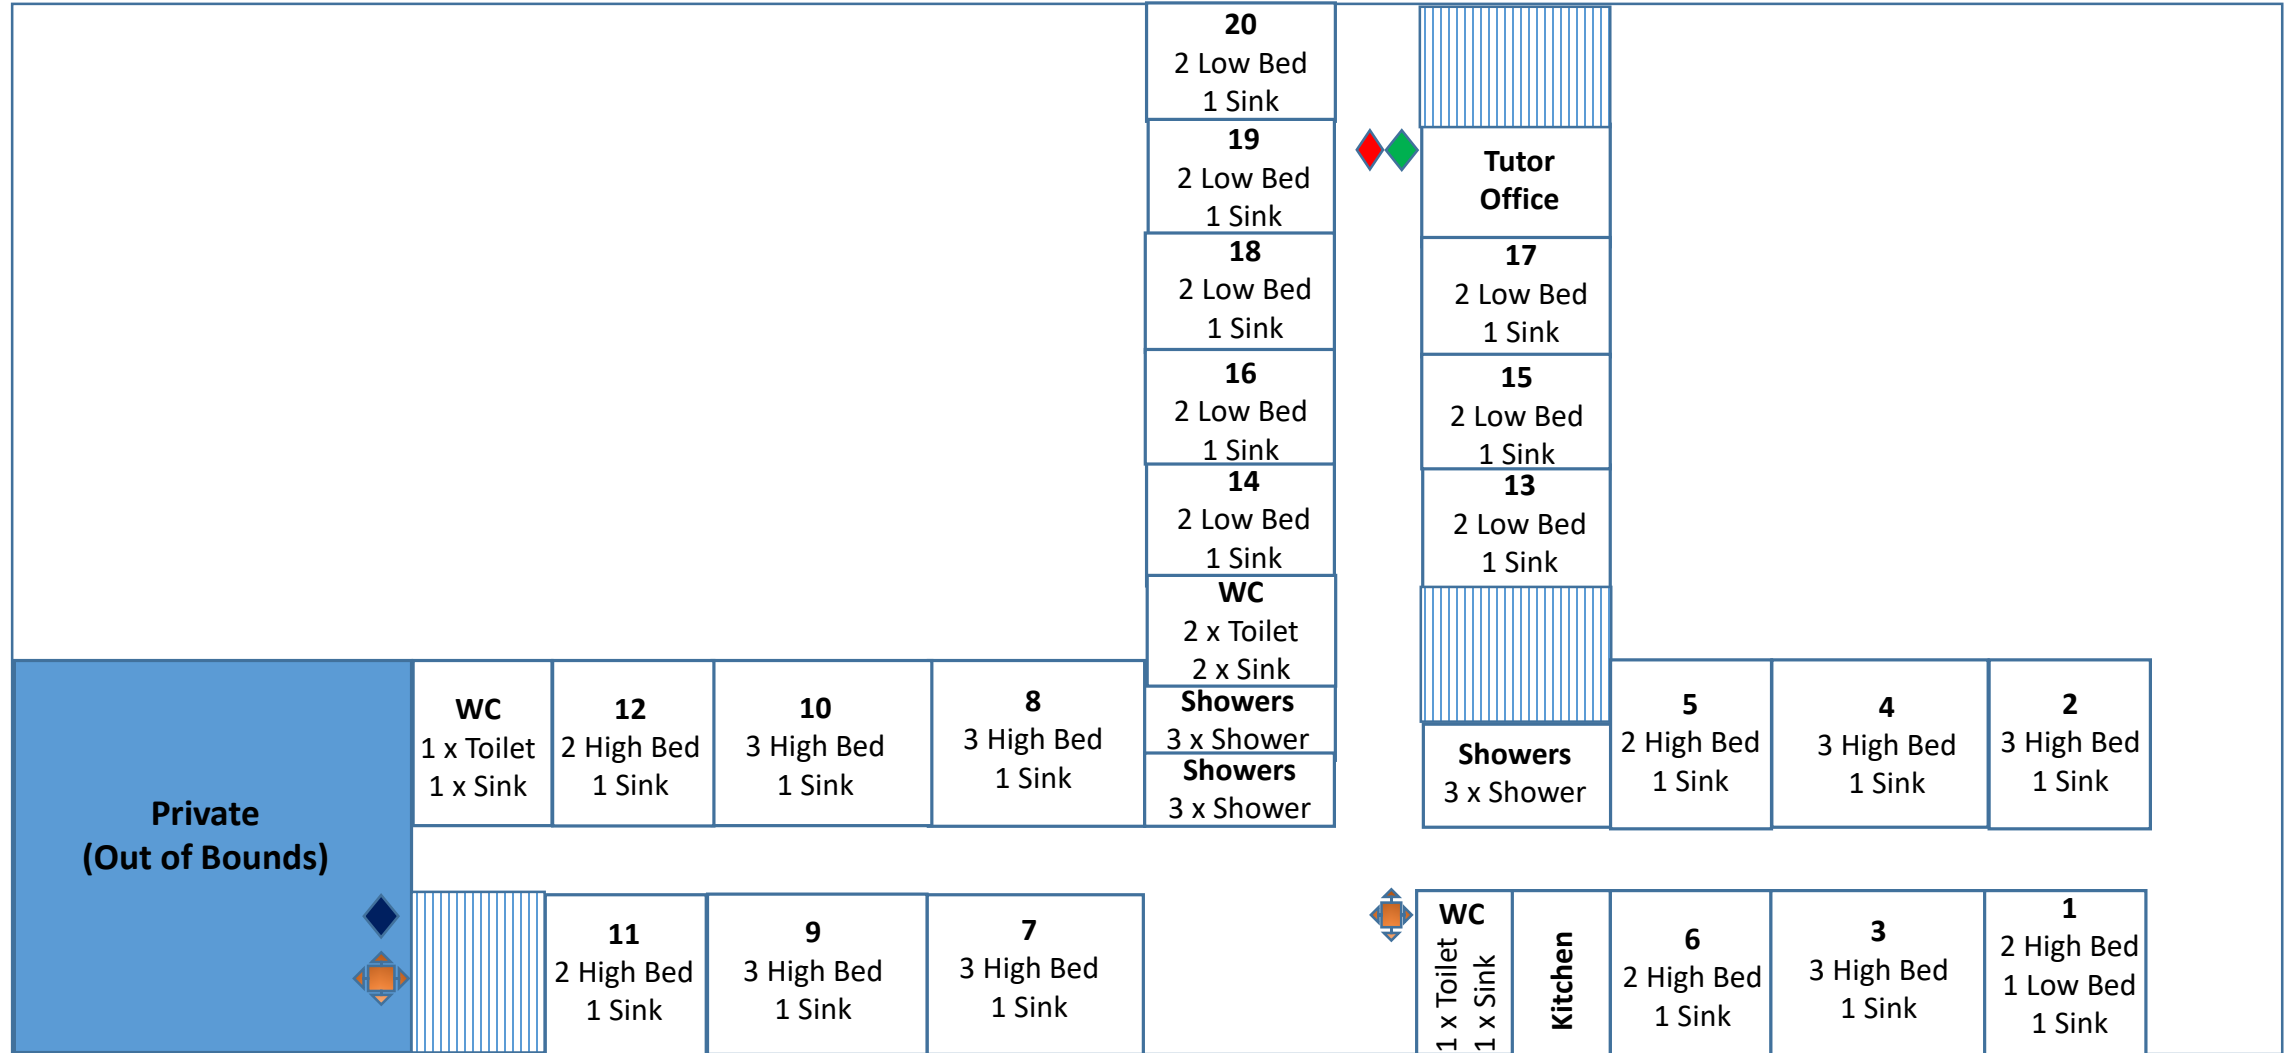 20
2 Low Bed
1 Sink
19
2 Low Bed
1 Sink
Tutor
Office
18
2 Low Bed
1 Sink
17
2 Low Bed
1 Sink
16
2 Low Bed
1 Sink
15
2 Low Bed
1 Sink
14
2 Low Bed
1 Sink
13
2 Low Bed
1 Sink
WC
2 x Toilet
2 x Sink
Showers
3 x Shower
Showers
3 x Shower
Private
(Out of Bounds)
WC
1 x Toilet
1 x Sink
12
2 High Bed
1 Sink
10
3 High Bed
1 Sink
8
3 High Bed
1 Sink
Showers
3 x Shower
5
2 High Bed
1 Sink
4
3 High Bed
1 Sink
2
3 High Bed
1 Sink
11
2 High Bed
1 Sink
9
3 High Bed
1 Sink
7
3 High Bed
1 Sink
WC
1 x Toilet
1 x Sink
Kitchen
6
2 High Bed
1 Sink
3
3 High Bed
1 Sink
1
2 High Bed
1 Low Bed
1 Sink